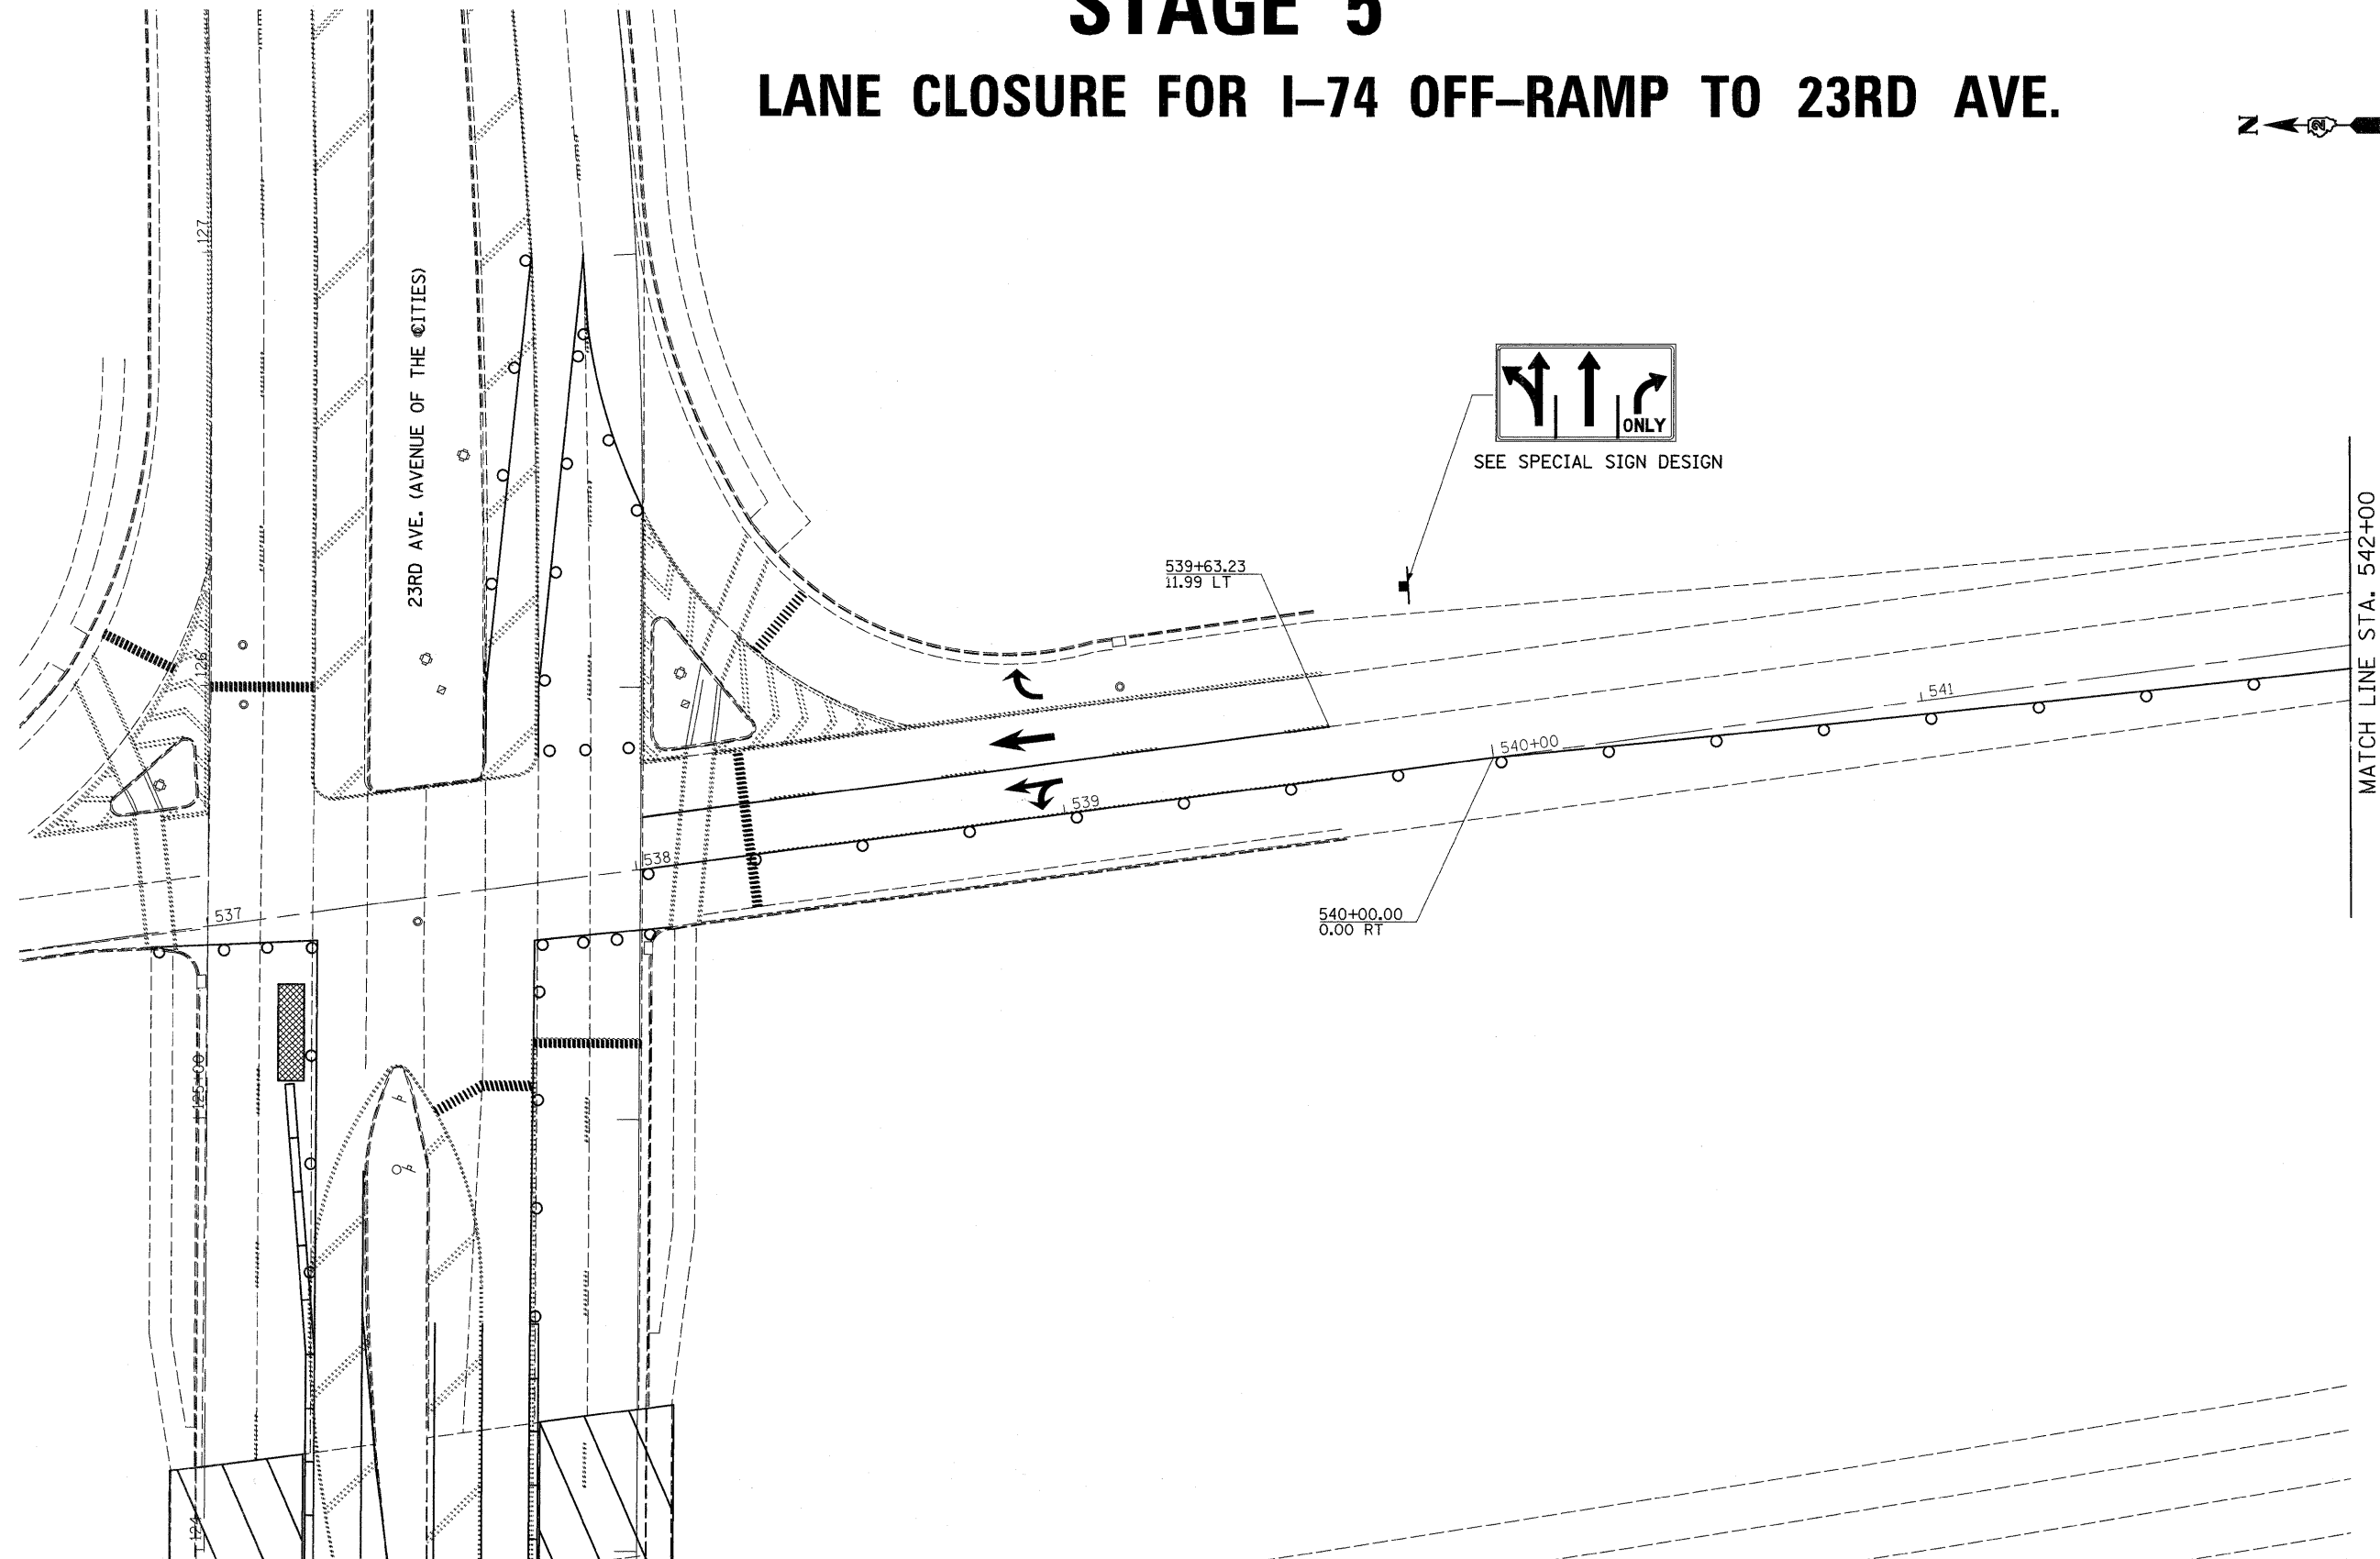 STAGE 5
LANE CLOSURE FOR I-74 OFF-RAMP TO 23RD AVE.
N
2
127
23RD AVE. (AVENUE OF THE CITIES)
ONLY
SEE SPECIAL SIGN DESIGN
MATCH LINE STA. 542+00
539+63.23
11.99 LT
126
541
540+00
539
538
537
540+00.00
0.00 RT
125+00
124